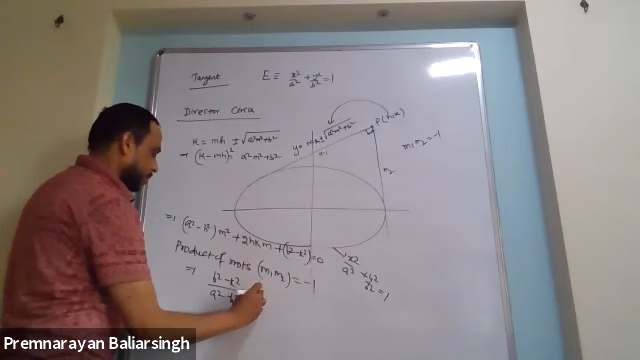 Tangent E ≡ x²/a² + y²/b² = 1
Director Circle
K = mh ± √a²m²+b²
⇒ (K-mh)² a²m²+b²
y = mx ± √a²m²+b²
P(h,k)
m₁
m₂
m₁m₂ = -1
⇒ (a²-h²)m² + 2hkm + (b²-k²) = 0
Product of roots (m₁m₂) = -1
⇒ b²-k²
a²-h
x²/a² + y²/b² = 1
Premnarayan Baliarsingh